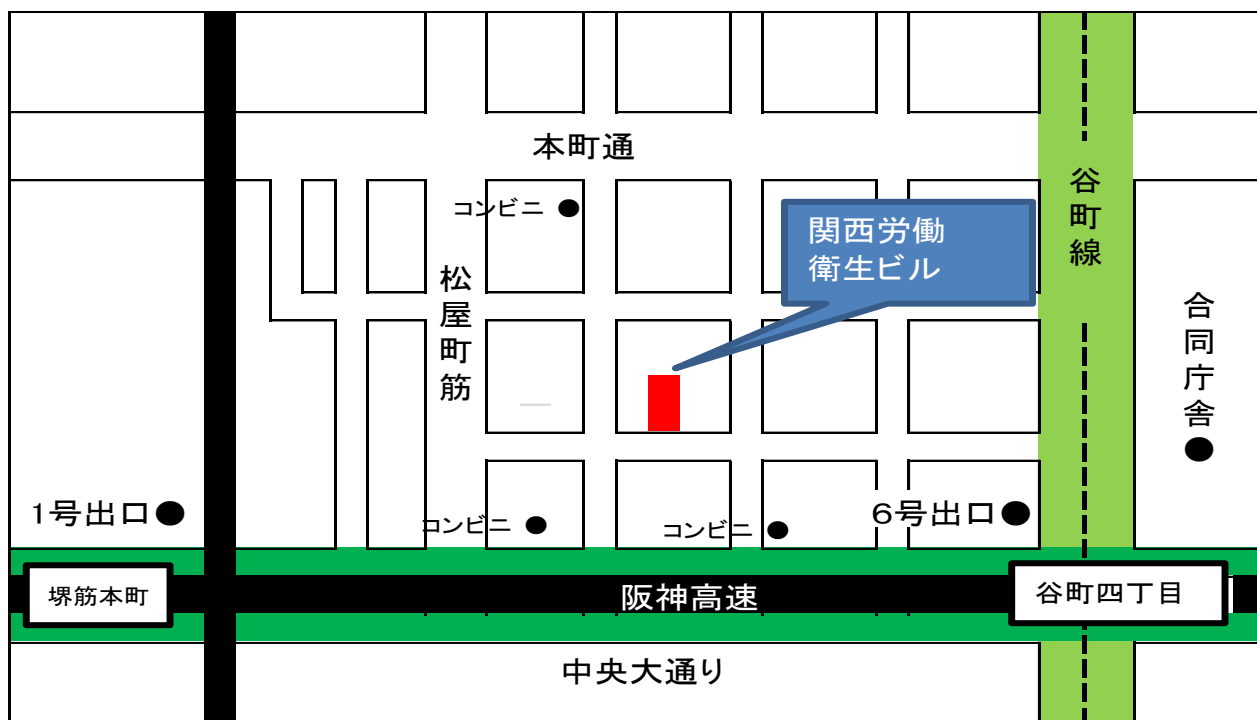 本町通
谷町線
コンビニ
関西労働
衛生ビル
松屋町筋
合同庁舎
1号出口
コンビニ
コンビニ
6号出口
堺筋本町
阪神高速
谷町四丁目
中央大通り